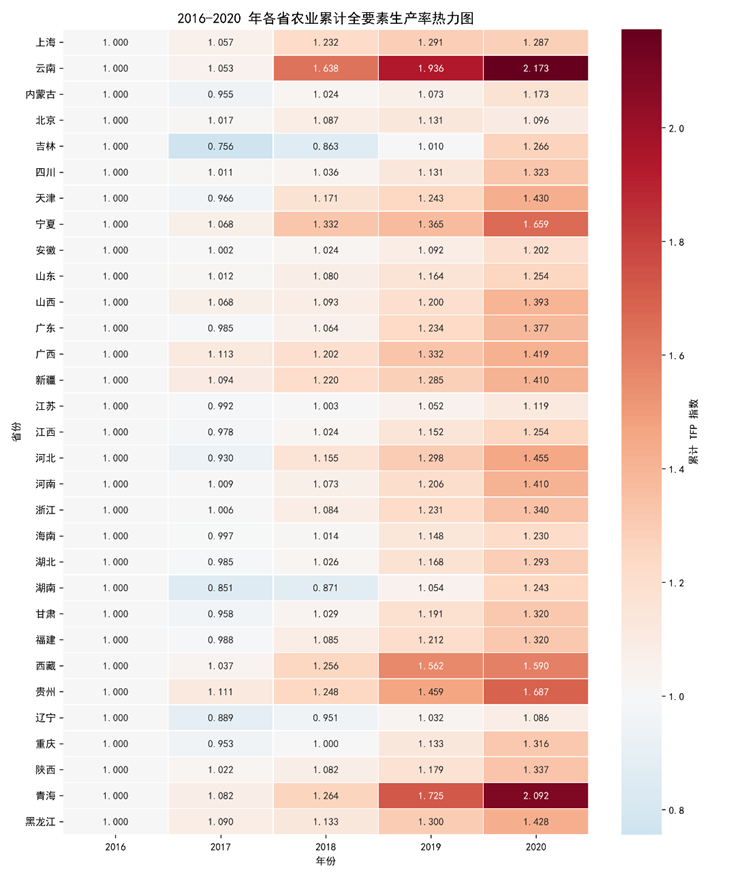 2016-2020 年各省农业累计全要素生产率热力图
上海 1.000 1.057 1.232 1.291 1.287
云南 1.000 1.053 1.638 1.936 2.173
内蒙古 1.000 0.955 1.024 1.073 1.173
北京 1.000 1.017 1.087 1.131 1.096
吉林 1.000 0.756 0.863 1.010 1.266
四川 1.000 1.011 1.036 1.131 1.323
天津 1.000 0.966 1.171 1.243 1.430
宁夏 1.000 1.068 1.332 1.365 1.659
安徽 1.000 1.002 1.024 1.092 1.202
山东 1.000 1.012 1.080 1.164 1.254
山西 1.000 1.068 1.093 1.200 1.393
广东 1.000 0.985 1.064 1.234 1.377
广西 1.000 1.113 1.202 1.332 1.419
新疆 1.000 1.094 1.220 1.285 1.410
江苏 1.000 0.992 1.003 1.052 1.119
江西 1.000 0.978 1.024 1.152 1.254
河北 1.000 0.930 1.155 1.298 1.455
河南 1.000 1.009 1.073 1.206 1.410
浙江 1.000 1.006 1.084 1.231 1.340
海南 1.000 0.997 1.014 1.148 1.230
湖北 1.000 0.985 1.026 1.168 1.293
湖南 1.000 0.851 0.871 1.054 1.243
甘肃 1.000 0.958 1.029 1.191 1.320
福建 1.000 0.988 1.085 1.212 1.320
西藏 1.000 1.037 1.256 1.562 1.590
贵州 1.000 1.111 1.248 1.459 1.687
辽宁 1.000 0.889 0.951 1.032 1.086
重庆 1.000 0.953 1.000 1.133 1.316
陕西 1.000 1.022 1.082 1.179 1.337
青海 1.000 1.082 1.264 1.725 2.092
黑龙江 1.000 1.090 1.133 1.300 1.428
2016 2017 2018 2019 2020
年份
省份
2.0
1.8
1.6
1.4
1.2
1.0
0.8
累计 TFP 指数